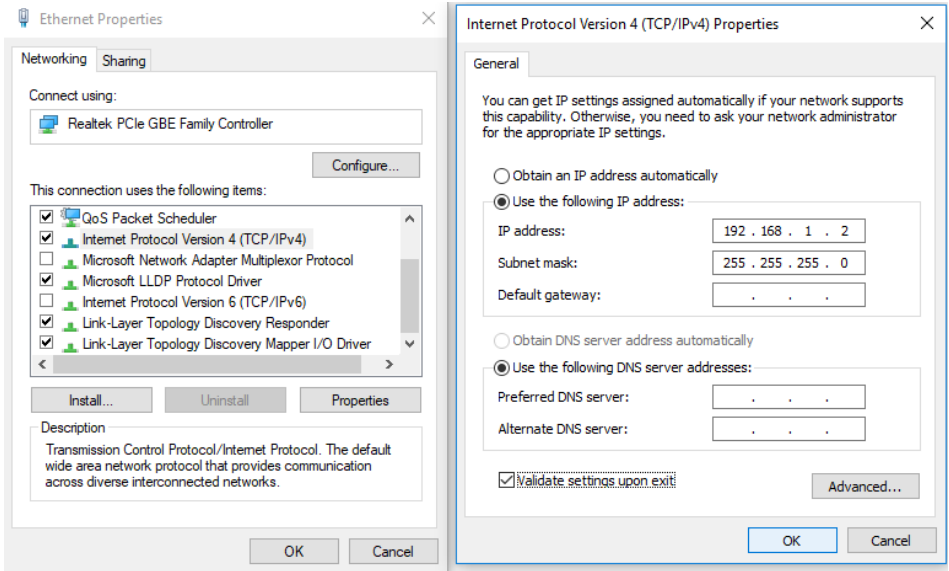 Ethernet Properties
Networking
Sharing
Connect using:
Realtek PCIe GBE Family Controller
Configure...
This connection uses the following items:
QoS Packet Scheduler
Internet Protocol Version 4 (TCP/IPv4)
Microsoft Network Adapter Multiplexor Protocol
Microsoft LLDP Protocol Driver
Internet Protocol Version 6 (TCP/IPv6)
Link-Layer Topology Discovery Responder
Link-Layer Topology Discovery Mapper I/O Driver
Install...
Uninstall
Properties
Description
Transmission Control Protocol/Internet Protocol. The default
wide area network protocol that provides communication
across diverse interconnected networks.
OK
Cancel
Internet Protocol Version 4 (TCP/IPv4) Properties
General
You can get IP settings assigned automatically if your network supports
this capability. Otherwise, you need to ask your network administrator
for the appropriate IP settings.
Obtain an IP address automatically
Use the following IP address:
IP address: 192 . 168 . 1 . 2
Subnet mask: 255 . 255 . 255 . 0
Default gateway: . . .
Obtain DNS server address automatically
Use the following DNS server addresses:
Preferred DNS server: . . .
Alternate DNS server: . . .
Validate settings upon exit
Advanced...
OK
Cancel